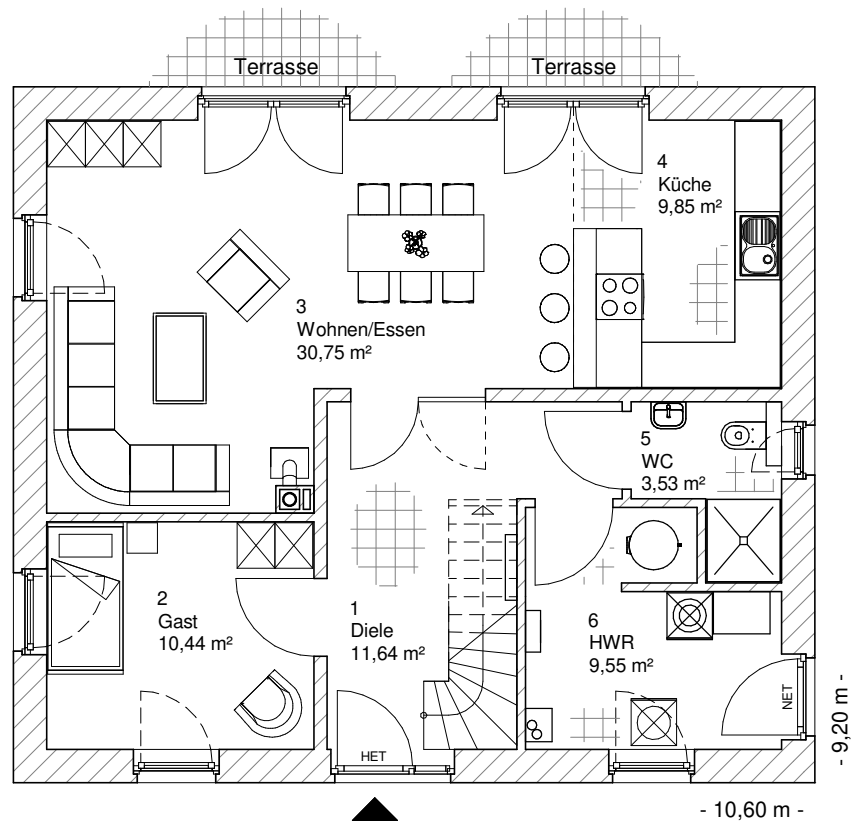 Terrasse
Terrasse
4
Küche
9,85 m²
3
Wohnen/Essen
30,75 m²
5
WC
3,53 m²
2
Gast
10,44 m²
1
Diele
11,64 m²
6
HWR
9,55 m²
NET
HET
- 9,20 m -
- 10,60 m -